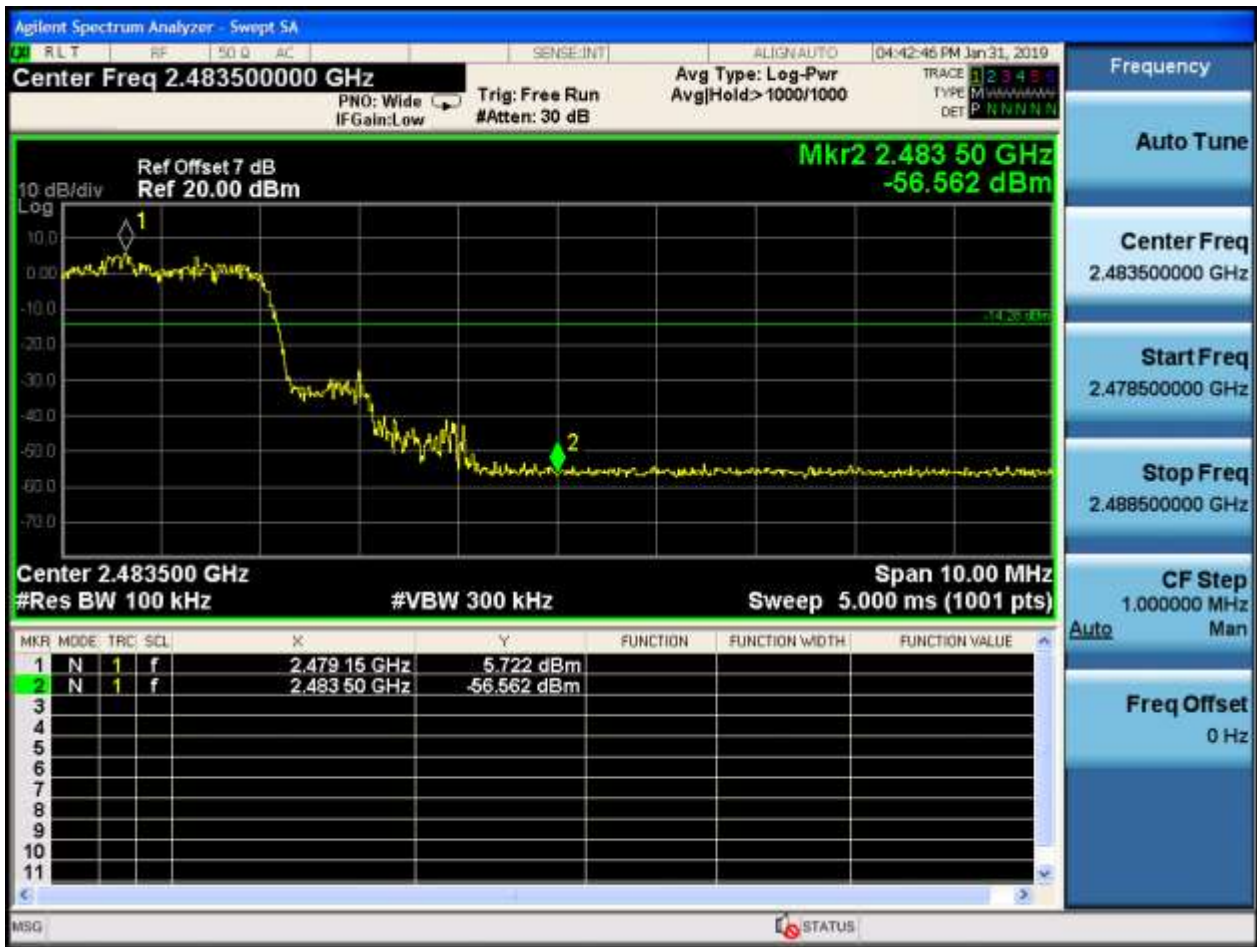 Agilent Spectrum Analyzer - Swept SA
RLT RF 50 Ω AC SENSE:INT ALIGN AUTO 04:42:46 PM Jan 31, 2019
Center Freq 2.483500000 GHz
PNO: Wide
IFGain:Low
Trig: Free Run
#Atten: 30 dB
Avg Type: Log-Pwr
Avg|Hold:> 1000/1000
TRACE 1 2 3 4 5 6
TYPE M
DET P N N N N N
Ref Offset 7 dB
Ref 20.00 dBm
10 dB/div
Log
Mkr2 2.483 50 GHz
-56.562 dBm
10.0
0.00
-10.0
-20.0
-30.0
-40.0
-50.0
-60.0
-70.0
1
2
-14.28 dBm
Center 2.483500 GHz Span 10.00 MHz
#Res BW 100 kHz #VBW 300 kHz Sweep 5.000 ms (1001 pts)
MKR MODE TRC SCL X Y FUNCTION FUNCTION WIDTH FUNCTION VALUE
1 N 1 f 2.479 15 GHz 5.722 dBm
2 N 1 f 2.483 50 GHz -56.562 dBm
3
4
5
6
7
8
9
10
11
MSG STATUS
Frequency
Auto Tune
Center Freq
2.483500000 GHz
Start Freq
2.478500000 GHz
Stop Freq
2.488500000 GHz
CF Step
1.000000 MHz
Auto Man
Freq Offset
0 Hz